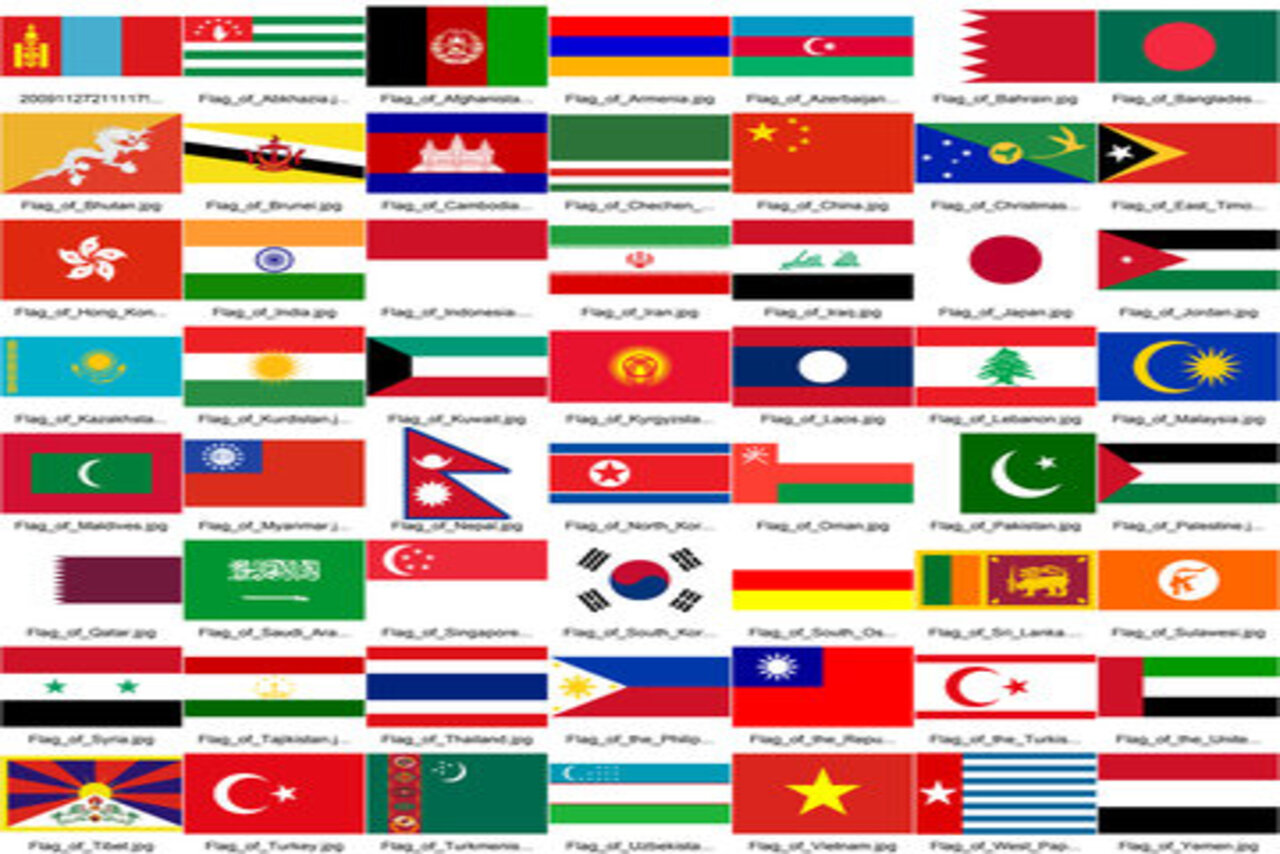 20091127211117!...
Flag_of_Abkhazia.j...
Flag_of_Afghanista...
Flag_of_Armenia.jpg
Flag_of_Azerbaijan...
Flag_of_Bahrain.jpg
Flag_of_Banglades...
Flag_of_Bhutan.jpg
Flag_of_Brunei.jpg
Flag_of_Cambodia...
Flag_of_Chechen_...
Flag_of_China.jpg
Flag_of_Christmas...
Flag_of_East_Timo...
Flag_of_Hong_Kon...
Flag_of_India.jpg
Flag_of_Indonesia....
Flag_of_Iran.jpg
Flag_of_Iraq.jpg
Flag_of_Japan.jpg
Flag_of_Jordan.jpg
Flag_of_Kazakhsta...
Flag_of_Kurdistan.j...
Flag_of_Kuwait.jpg
Flag_of_Kyrgyzsta...
Flag_of_Laos.jpg
Flag_of_Lebanon.jpg
Flag_of_Malaysia.jpg
Flag_of_Maldives.jpg
Flag_of_Myanmar.j...
Flag_of_Nepal.jpg
Flag_of_North_Kor...
Flag_of_Oman.jpg
Flag_of_Pakistan.jpg
Flag_of_Palestine.j...
Flag_of_Qatar.jpg
Flag_of_Saudi_Ara...
Flag_of_Singapore...
Flag_of_South_Kor...
Flag_of_South_Os...
Flag_of_Sri_Lanka....
Flag_of_Sulawesi.jpg
Flag_of_Syria.jpg
Flag_of_Tajikistan.j...
Flag_of_Thailand.jpg
Flag_of_the_Philip...
Flag_of_the_Repu...
Flag_of_the_Turkis...
Flag_of_the_Unite...
Flag_of_Tibet.jpg
Flag_of_Turkey.jpg
Flag_of_Turkmenis...
Flag_of_Uzbekista...
Flag_of_Vietnam.jpg
Flag_of_West_Pap...
Flag_of_Yemen.jpg